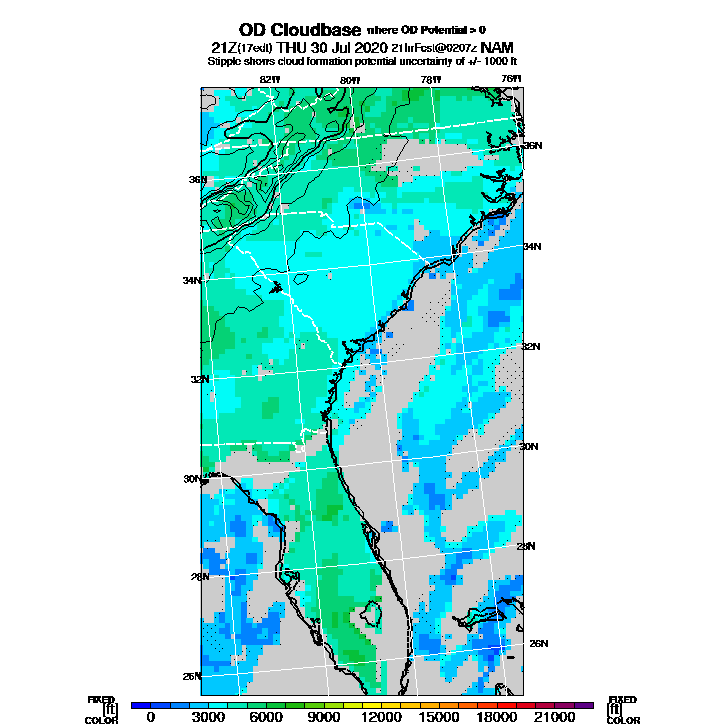 OD Cloudbase where OD Potential > 0
21Z(17edt) THU 30 Jul 2020 21hrFcst@0207z NAM
Stipple shows cloud formation potential uncertainty of +/- 1000 ft
82W 80W 78W 76W
36N 36N
34N 34N
32N 32N
30N 30N
28N 28N
26N 26N
FIXED FIXED
[ft] [ft]
COLOR 0 3000 6000 9000 12000 15000 18000 21000 COLOR